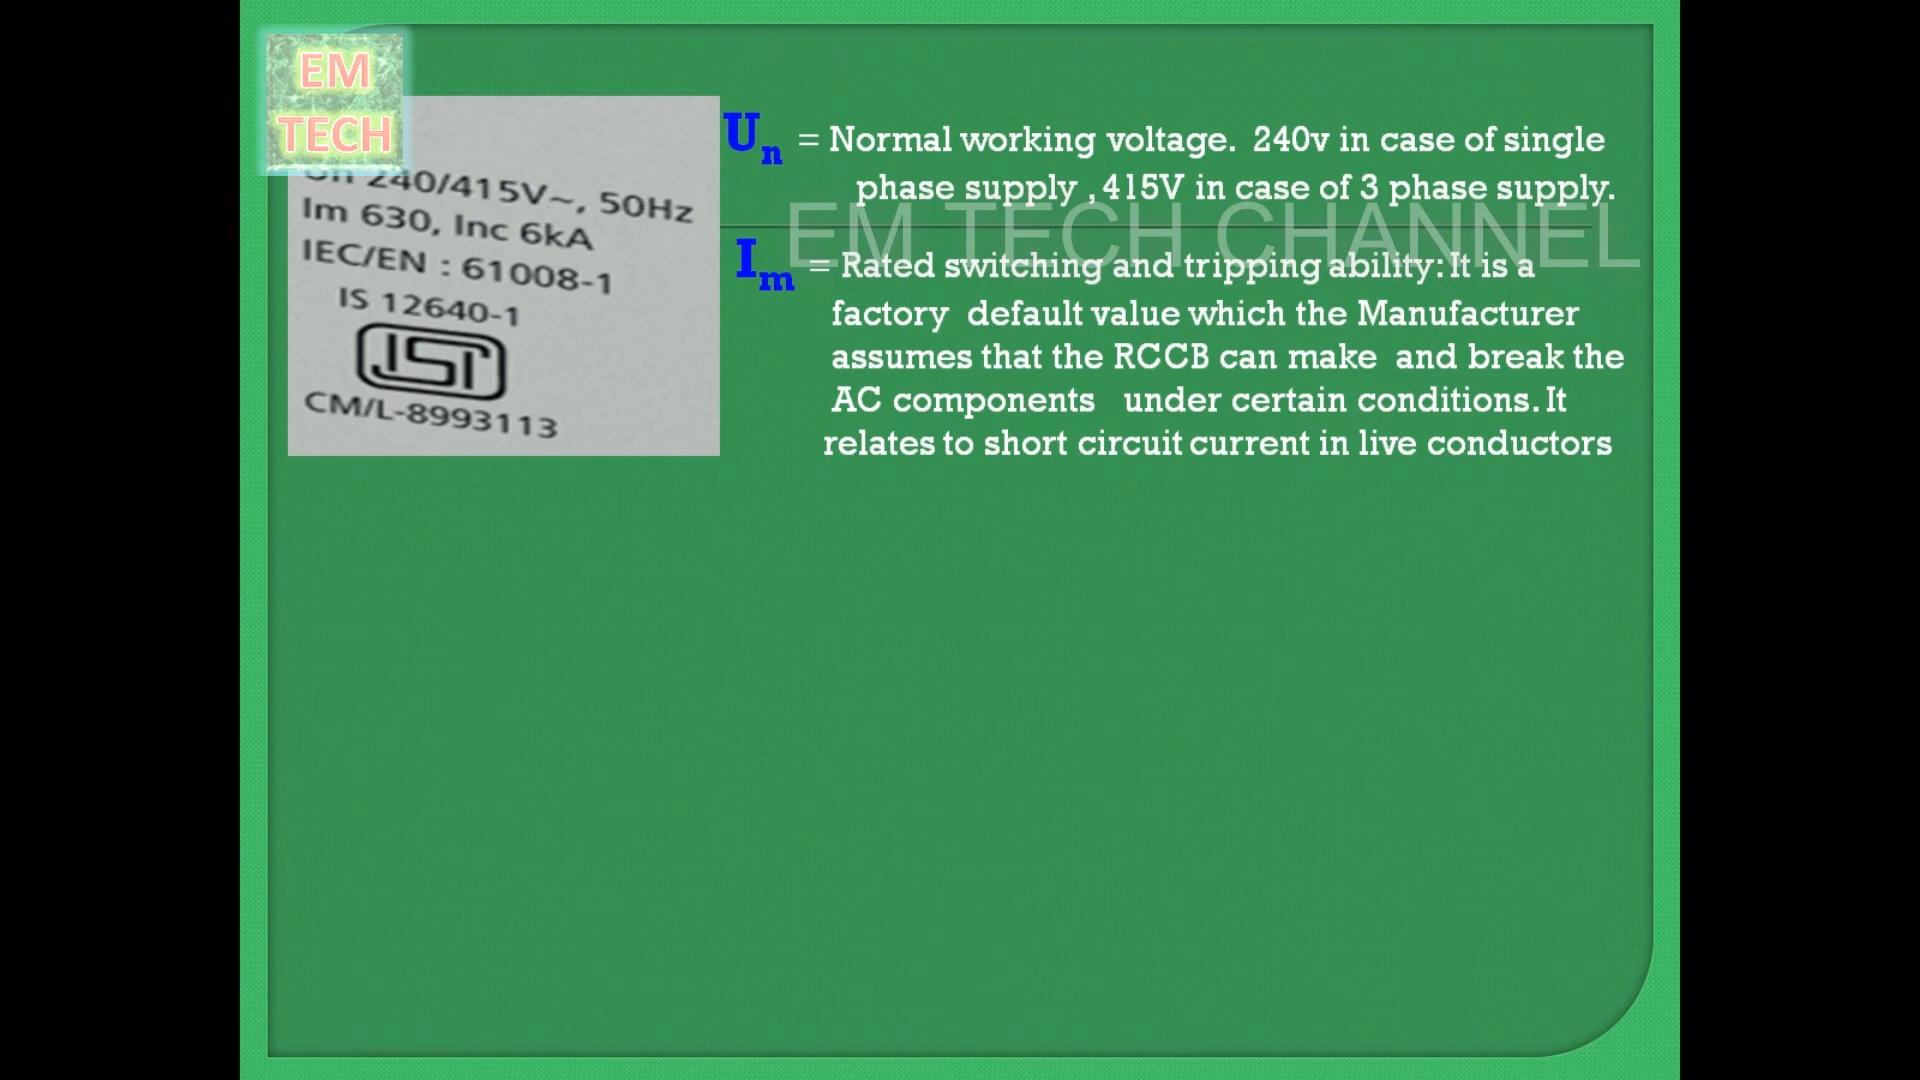 EM
TECH
Un 240/415V~, 50Hz
Im 630, Inc 6kA
IEC/EN : 61008-1
IS 12640-1
ISI
CM/L-8993113
Un = Normal working voltage. 240v in case of single
phase supply , 415V in case of 3 phase supply.
EM TECH CHANNEL
Im = Rated switching and tripping ability: It is a
factory default value which the Manufacturer
assumes that the RCCB can make and break the
AC components under certain conditions. It
relates to short circuit current in live conductors